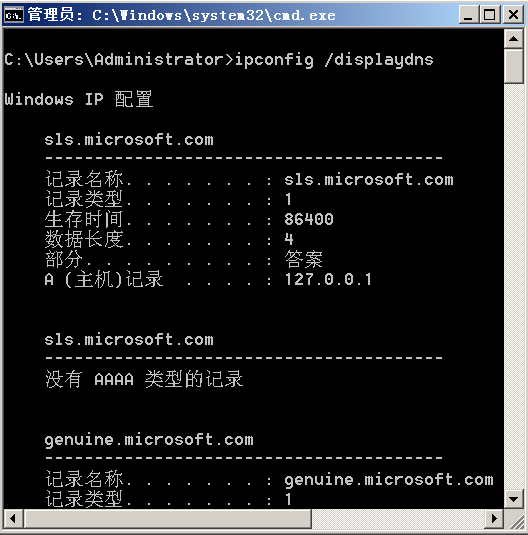 管理员: C:\Windows\system32\cmd.exe
C:\Users\Administrator>ipconfig /displaydns
Windows IP 配置
sls.microsoft.com
----------------------------------------
记录名称. . . . . . . : sls.microsoft.com
记录类型. . . . . . . : 1
生存时间. . . . . . . : 86400
数据长度. . . . . . . : 4
部分. . . . . . . . . : 答案
A (主机)记录  . . . . : 127.0.0.1
sls.microsoft.com
----------------------------------------
没有 AAAA 类型的记录
genuine.microsoft.com
----------------------------------------
记录名称. . . . . . . : genuine.microsoft.com
记录类型. . . . . . . : 1